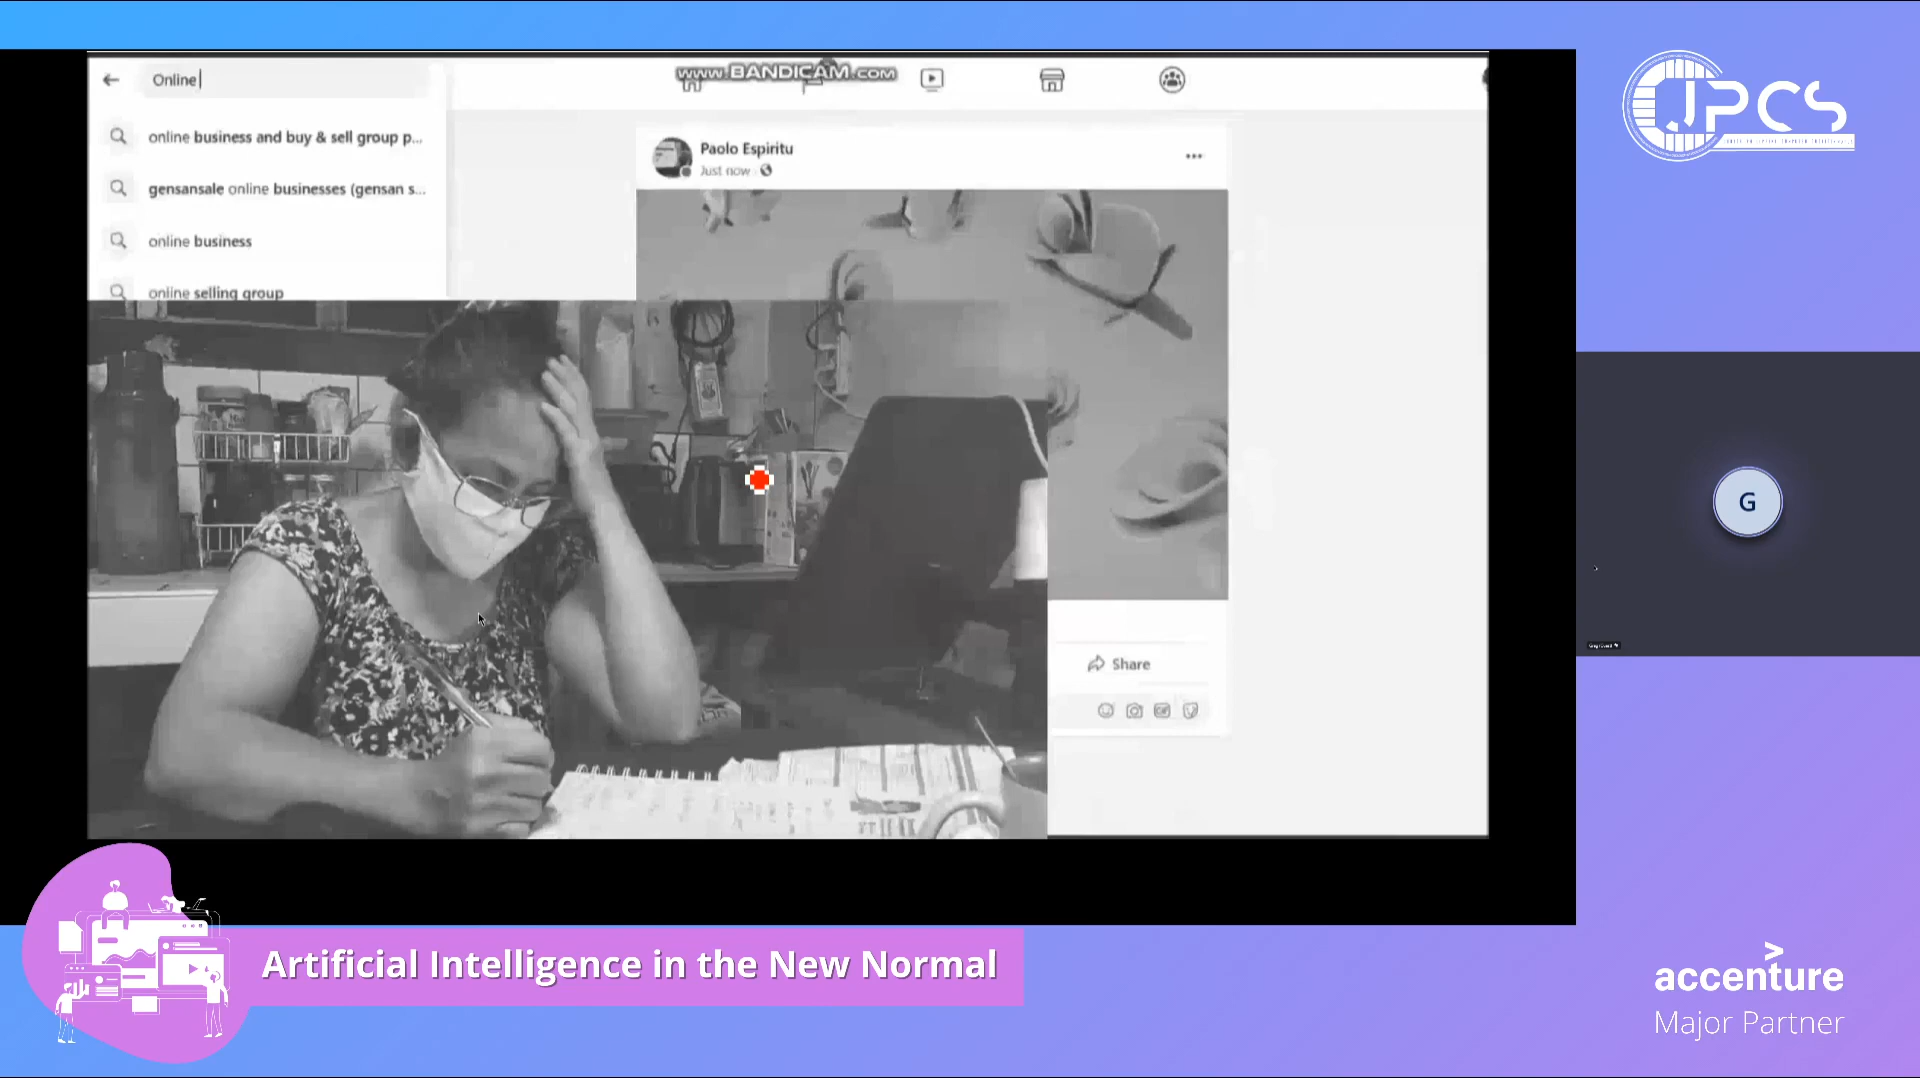 Online
online business and buy & sell group p...
gensansale online businesses (gensan s...
online business
online selling group
www.BANDICAM.com
Paolo Espiritu
Just now
Share
JPCS
G
Artificial Intelligence in the New Normal
accenture
Major Partner